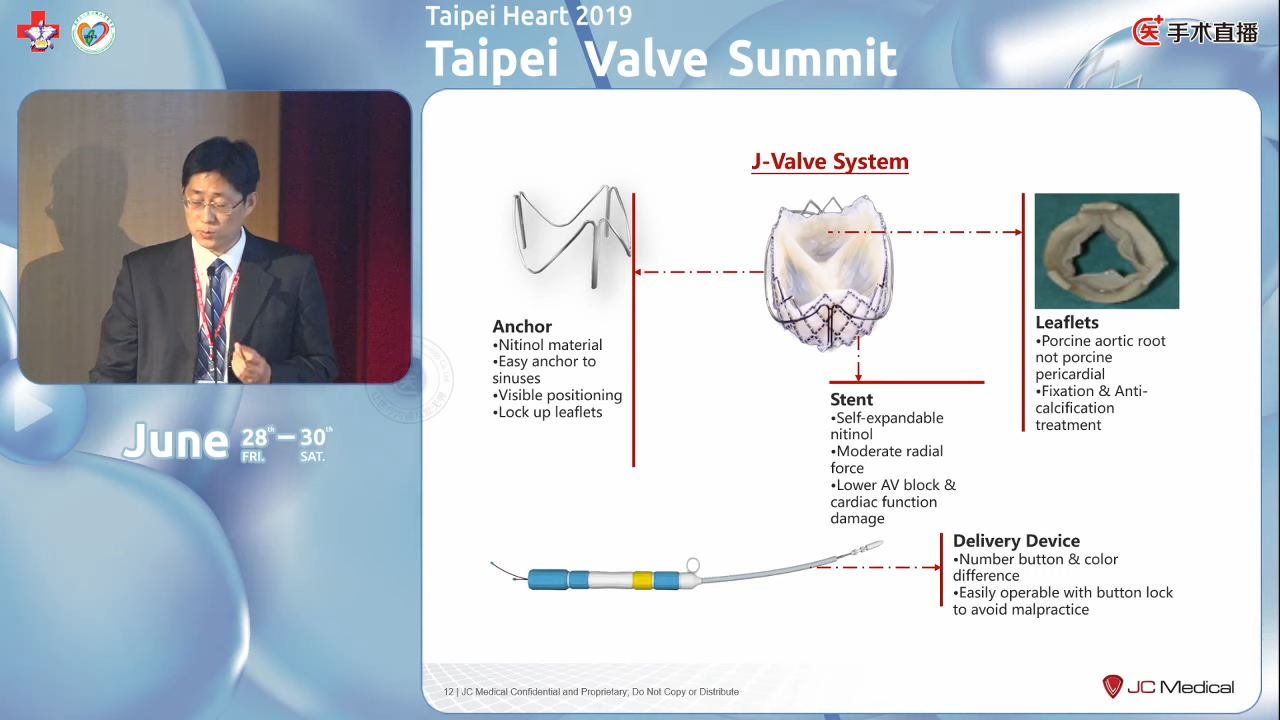 Taipei Heart 2019
Taipei Valve Summit
手术直播
June 28th — 30th
FRI. SAT.
J-Valve System
Anchor
•Nitinol material
•Easy anchor to
sinuses
•Visible positioning
•Lock up leaflets
Stent
•Self-expandable
nitinol
•Moderate radial
force
•Lower AV block &
cardiac function
damage
Leaflets
•Porcine aortic root
not porcine
pericardial
•Fixation & Anti-
calcification
treatment
Delivery Device
•Number button & color
difference
•Easily operable with button lock
to avoid malpractice
12 | JC Medical Confidential and Proprietary; Do Not Copy or Distribute
JC Medical